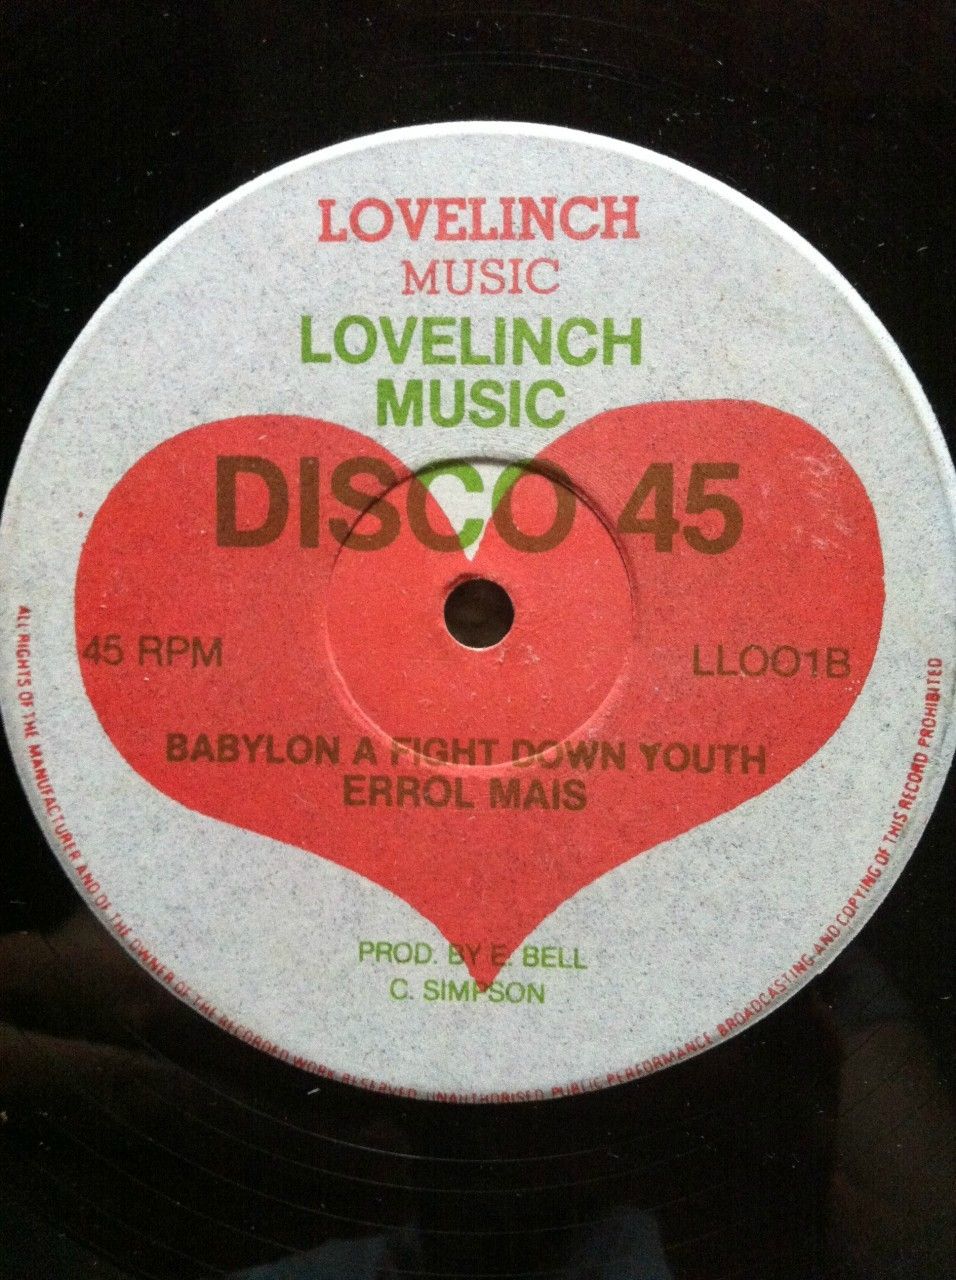 LOVELINCH
MUSIC
LOVELINCH
MUSIC
DISCO 45
45 RPM
LL001B
BABYLON A FIGHT DOWN YOUTH
ERROL MAIS
PROD. BY E. BELL
C. SIMPSON
ALL RIGHTS OF THE MANUFACTURER AND OF THE OWNER OF THE RECORDED WORK RESERVED. UNAUTHORISED PUBLIC PERFORMANCE BROADCASTING AND COPYING OF THIS RECORD PROHIBITED